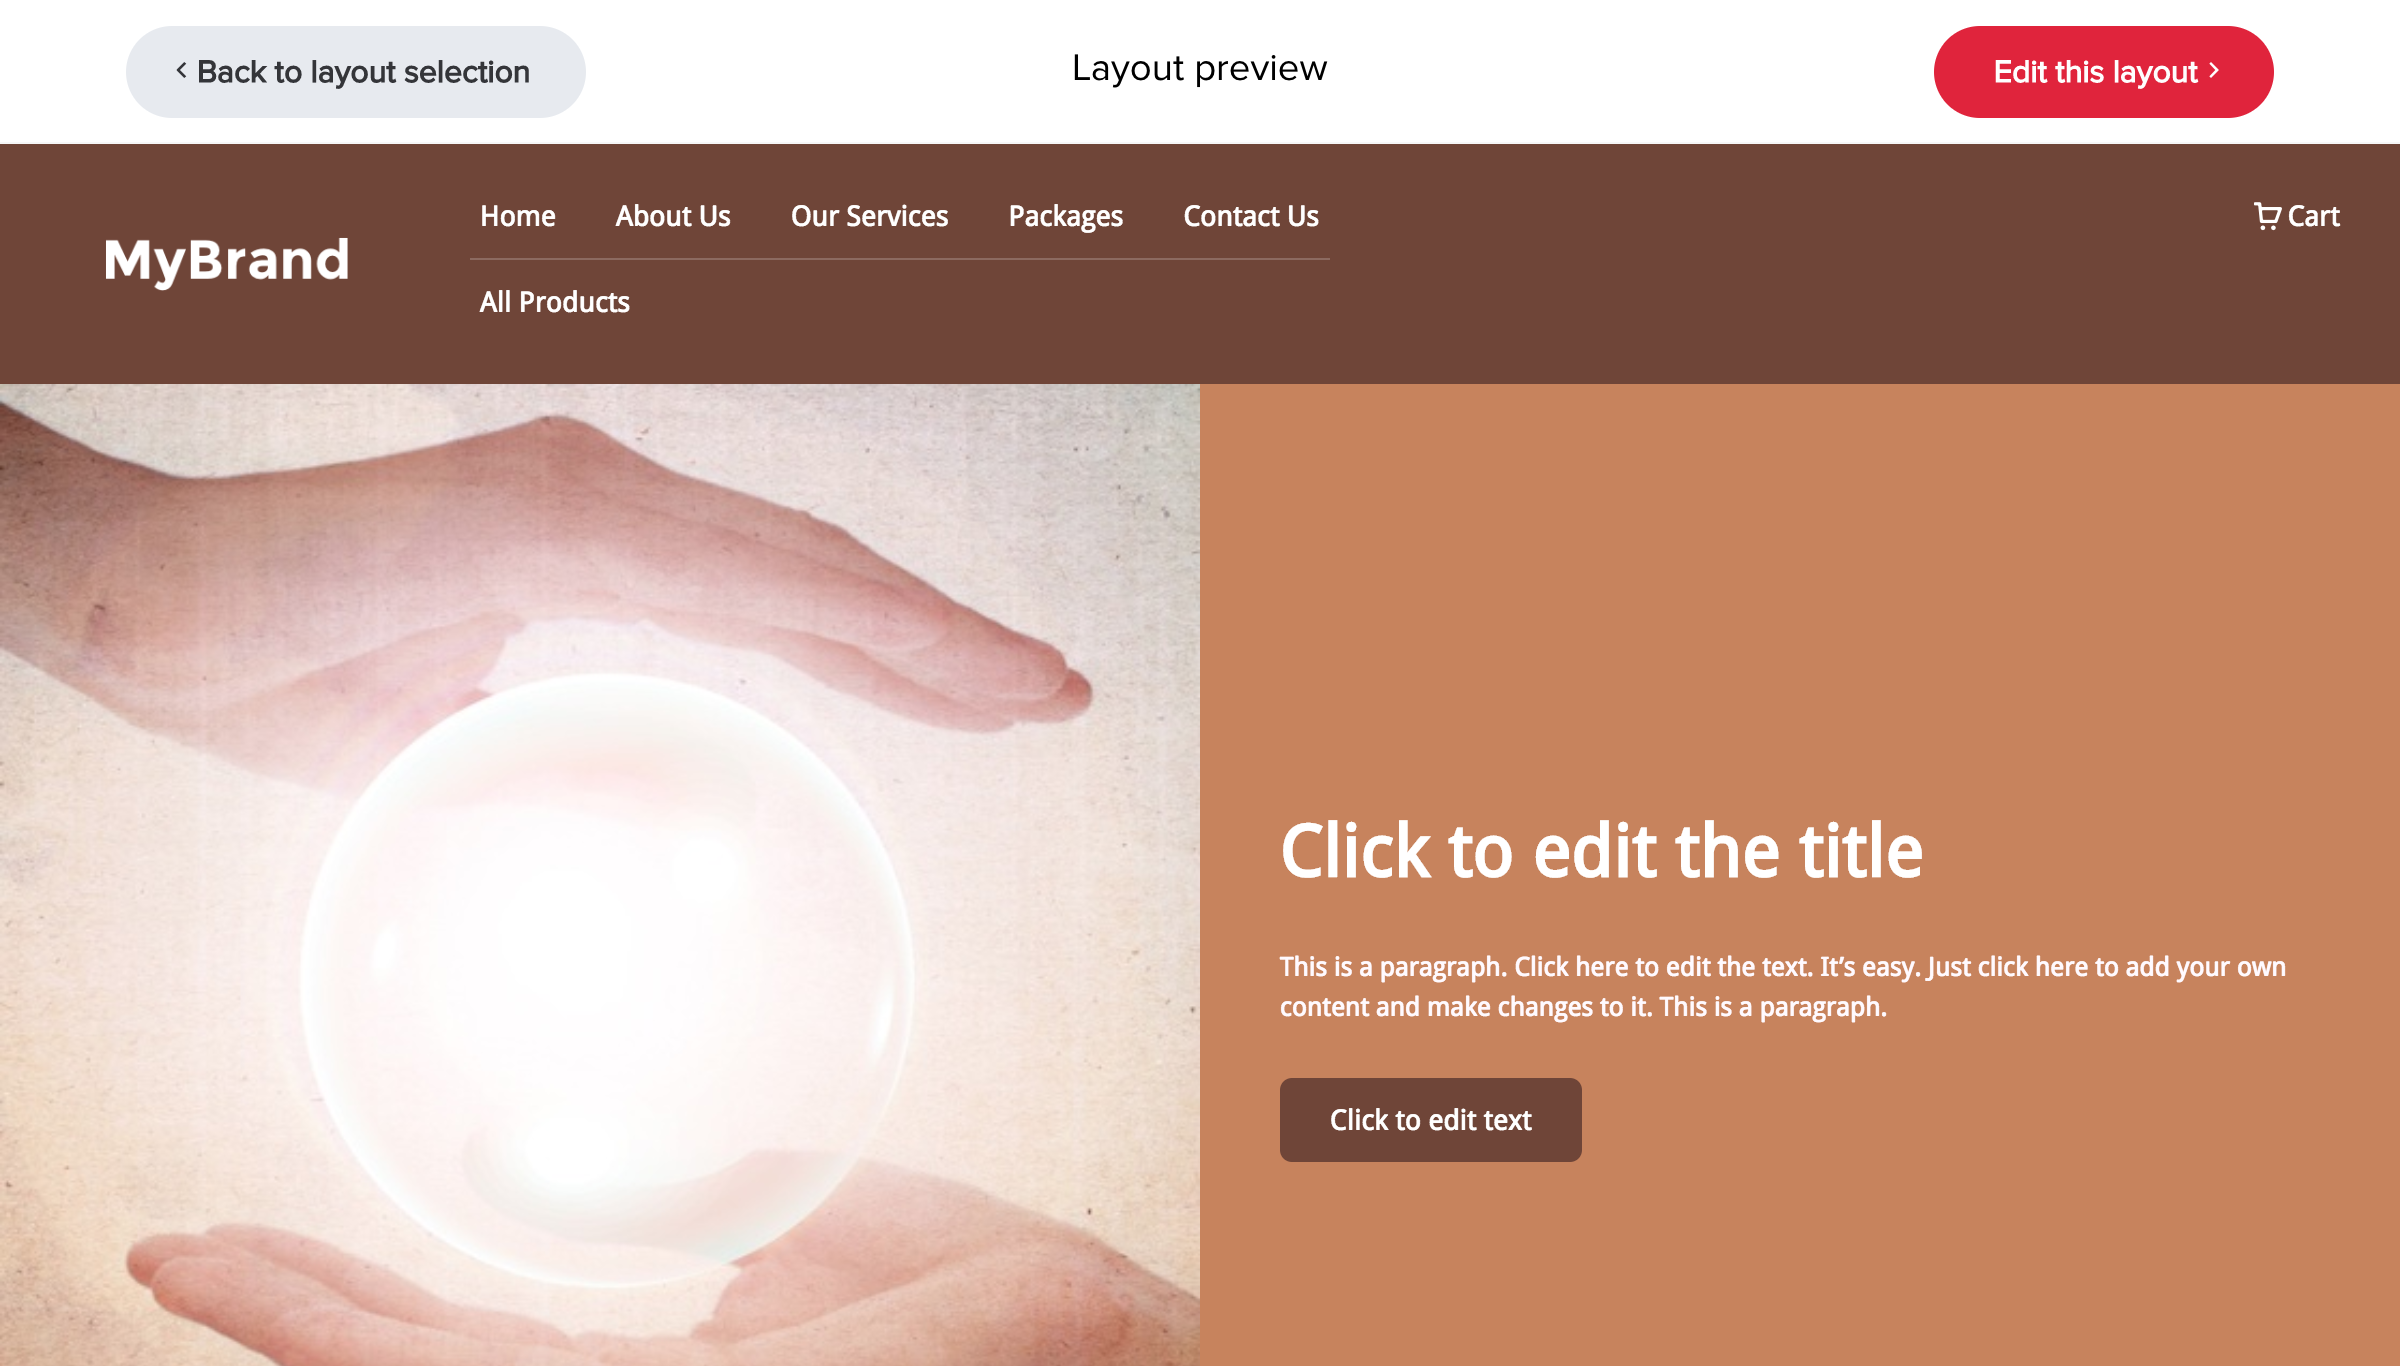 Back to layout selection
Layout preview
Edit this layout
MyBrand
Home About Us Our Services Packages Contact Us
Cart
All Products
Click to edit the title
This is a paragraph. Click here to edit the text. It’s easy. Just click here to add your own
content and make changes to it. This is a paragraph.
Click to edit text